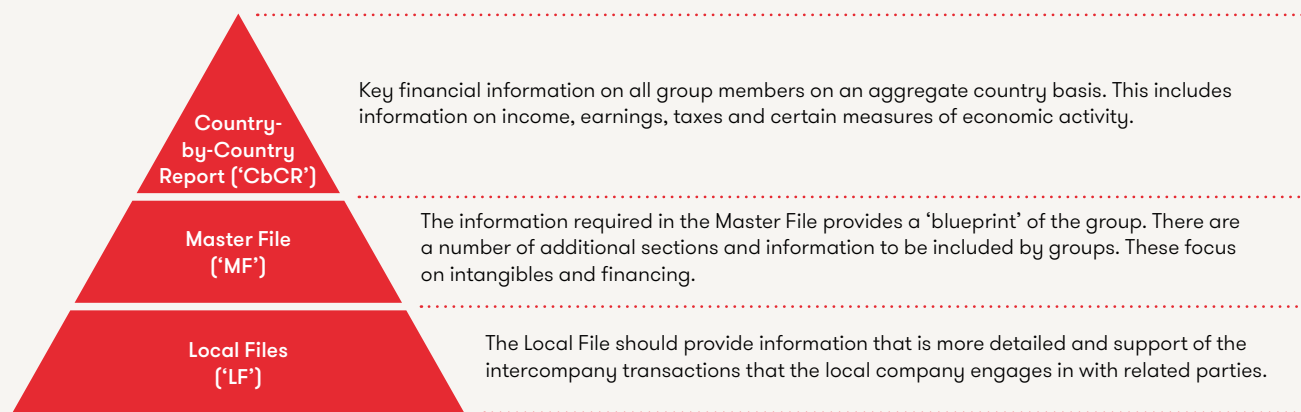 Country-
by-Country
Report (‘CbCR’)
Key financial information on all group members on an aggregate country basis. This includes
information on income, earnings, taxes and certain measures of economic activity.
Master File
(‘MF’)
The information required in the Master File provides a ‘blueprint’ of the group. There are
a number of additional sections and information to be included by groups. These focus
on intangibles and financing.
Local Files
(‘LF’)
The Local File should provide information that is more detailed and support of the
intercompany transactions that the local company engages in with related parties.